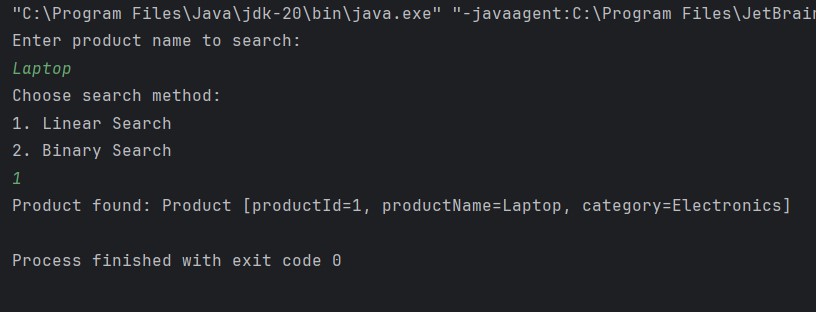 "C:\Program Files\Java\jdk-20\bin\java.exe" "-javaagent:C:\Program Files\JetBrain
Enter product name to search:
Laptop
Choose search method:
1. Linear Search
2. Binary Search
1
Product found: Product [productId=1, productName=Laptop, category=Electronics]
Process finished with exit code 0